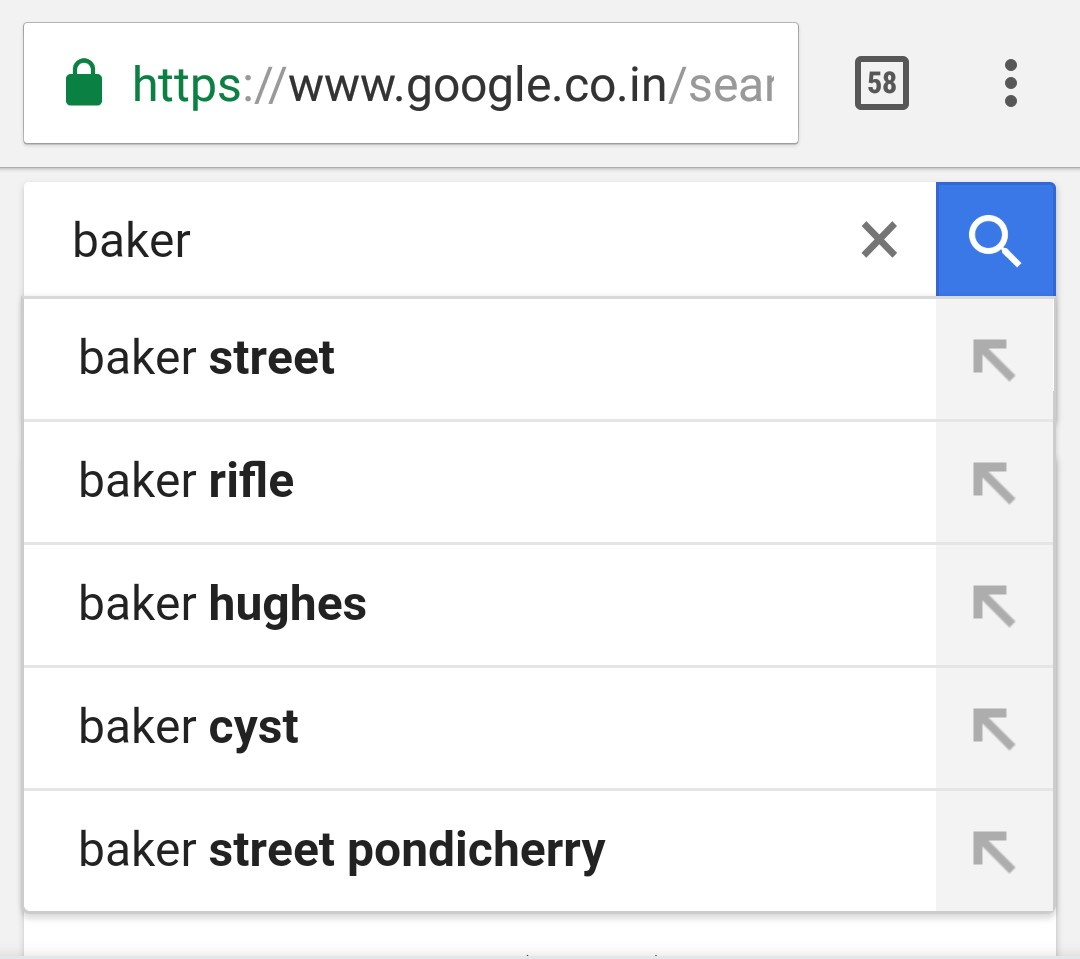 https://www.google.co.in/sear
58
baker
baker street
baker rifle
baker hughes
baker cyst
baker street pondicherry